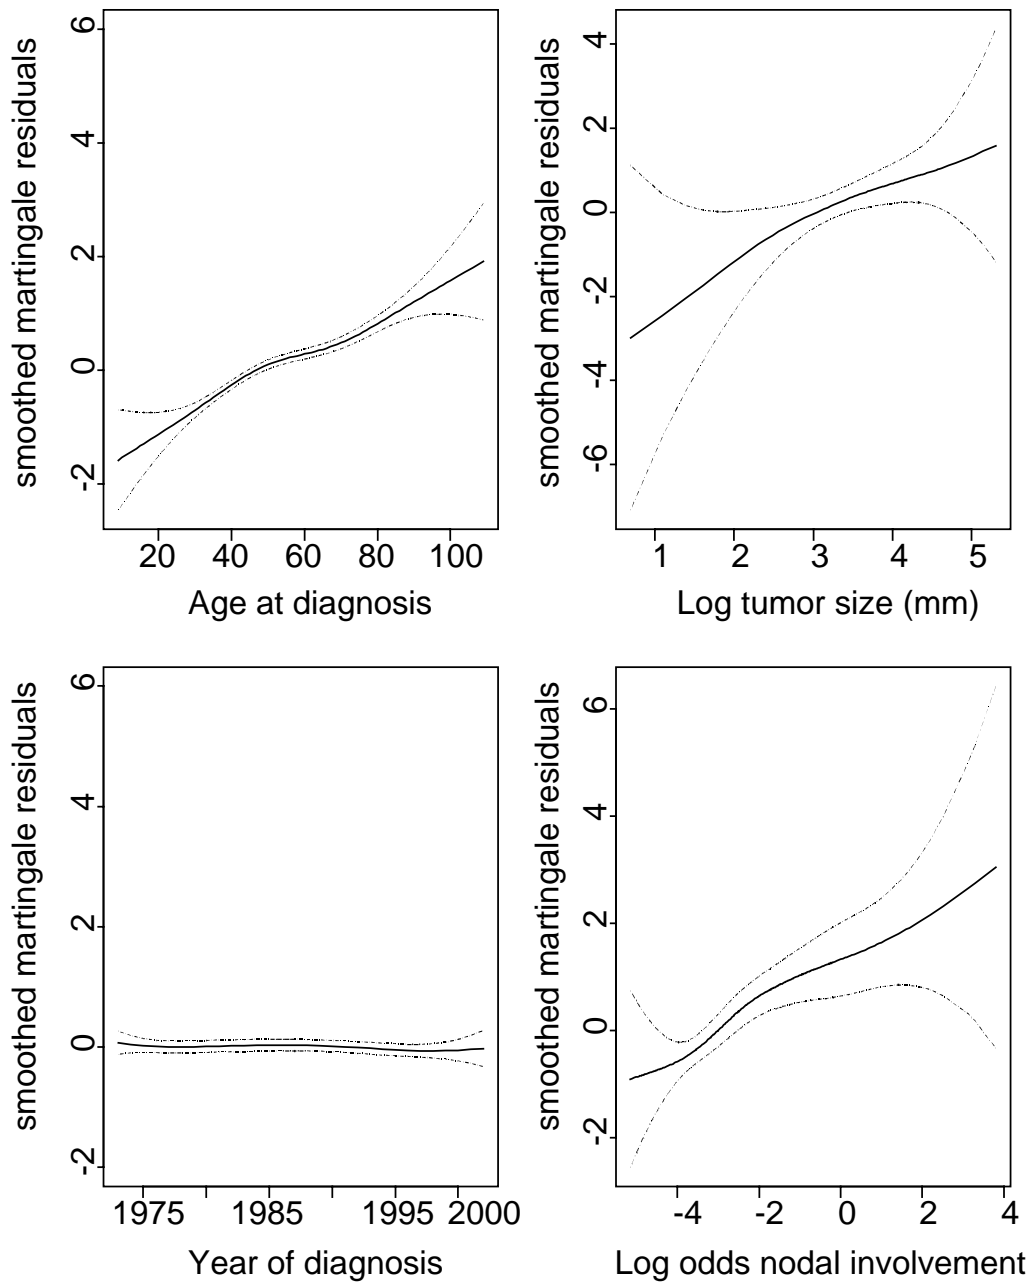 smoothed martingale residuals
6
4
2
0
-2
20 40 60 80 100
Age at diagnosis
smoothed martingale residuals
4
2
0
-2
-4
-6
1 2 3 4 5
Log tumor size (mm)
smoothed martingale residuals
6
4
2
0
-2
1975 1985 1995 2000
Year of diagnosis
smoothed martingale residuals
6
4
2
0
-2
-4 -2 0 2 4
Log odds nodal involvement